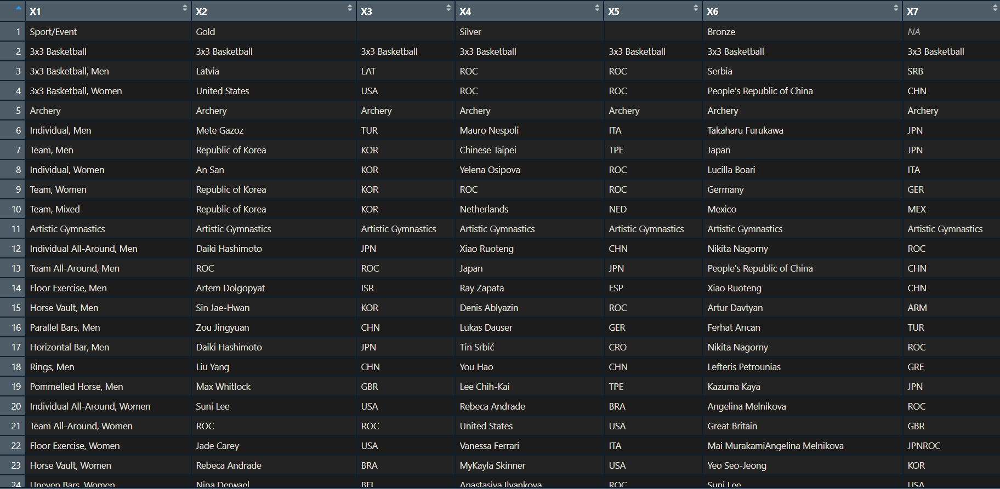 X1 X2 X3 X4 X5 X6 X7
1 Sport/Event Gold Silver Bronze NA
2 3x3 Basketball 3x3 Basketball 3x3 Basketball 3x3 Basketball 3x3 Basketball 3x3 Basketball 3x3 Basketball
3 3x3 Basketball, Men Latvia LAT ROC ROC Serbia SRB
4 3x3 Basketball, Women United States USA ROC ROC People's Republic of China CHN
5 Archery Archery Archery Archery Archery Archery Archery
6 Individual, Men Mete Gazoz TUR Mauro Nespoli ITA Takaharu Furukawa JPN
7 Team, Men Republic of Korea KOR Chinese Taipei TPE Japan JPN
8 Individual, Women An San KOR Yelena Osipova ROC Lucilla Boari ITA
9 Team, Women Republic of Korea KOR ROC ROC Germany GER
10 Team, Mixed Republic of Korea KOR Netherlands NED Mexico MEX
11 Artistic Gymnastics Artistic Gymnastics Artistic Gymnastics Artistic Gymnastics Artistic Gymnastics Artistic Gymnastics Artistic Gymnastics
12 Individual All-Around, Men Daiki Hashimoto JPN Xiao Ruoteng CHN Nikita Nagorny ROC
13 Team All-Around, Men ROC ROC Japan JPN People's Republic of China CHN
14 Floor Exercise, Men Artem Dolgopyat ISR Ray Zapata ESP Xiao Ruoteng CHN
15 Horse Vault, Men Sin Jae-Hwan KOR Denis Ablyazin ROC Artur Davtyan ARM
16 Parallel Bars, Men Zou Jingyuan CHN Lukas Dauser GER Ferhat Arıcan TUR
17 Horizontal Bar, Men Daiki Hashimoto JPN Tin Srbić CRO Nikita Nagorny ROC
18 Rings, Men Liu Yang CHN You Hao CHN Lefteris Petrounias GRE
19 Pommelled Horse, Men Max Whitlock GBR Lee Chih-Kai TPE Kazuma Kaya JPN
20 Individual All-Around, Women Suni Lee USA Rebeca Andrade BRA Angelina Melnikova ROC
21 Team All-Around, Women ROC ROC United States USA Great Britain GBR
22 Floor Exercise, Women Jade Carey USA Vanessa Ferrari ITA Mai MurakamiAngelina Melnikova JPNROC
23 Horse Vault, Women Rebeca Andrade BRA MyKayla Skinner USA Yeo Seo-Jeong KOR
24 Uneven Bars, Women Nina Derwael BEL Anastasiya Ilyankova ROC Suni Lee USA